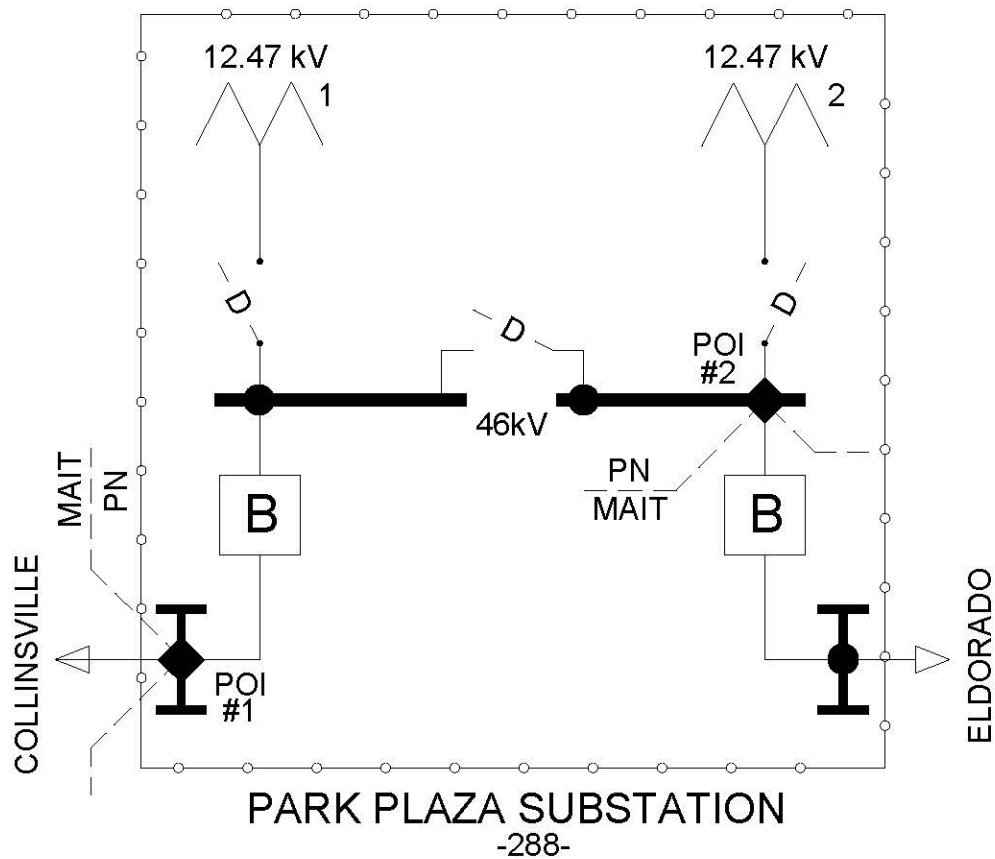 12.47 kV
1
12.47 kV
2
D
D
D
POI
#2
46kV
PN
MAIT
MAIT
PN
B
B
COLLINSVILLE
POI
#1
ELDORADO
PARK PLAZA SUBSTATION
-288-